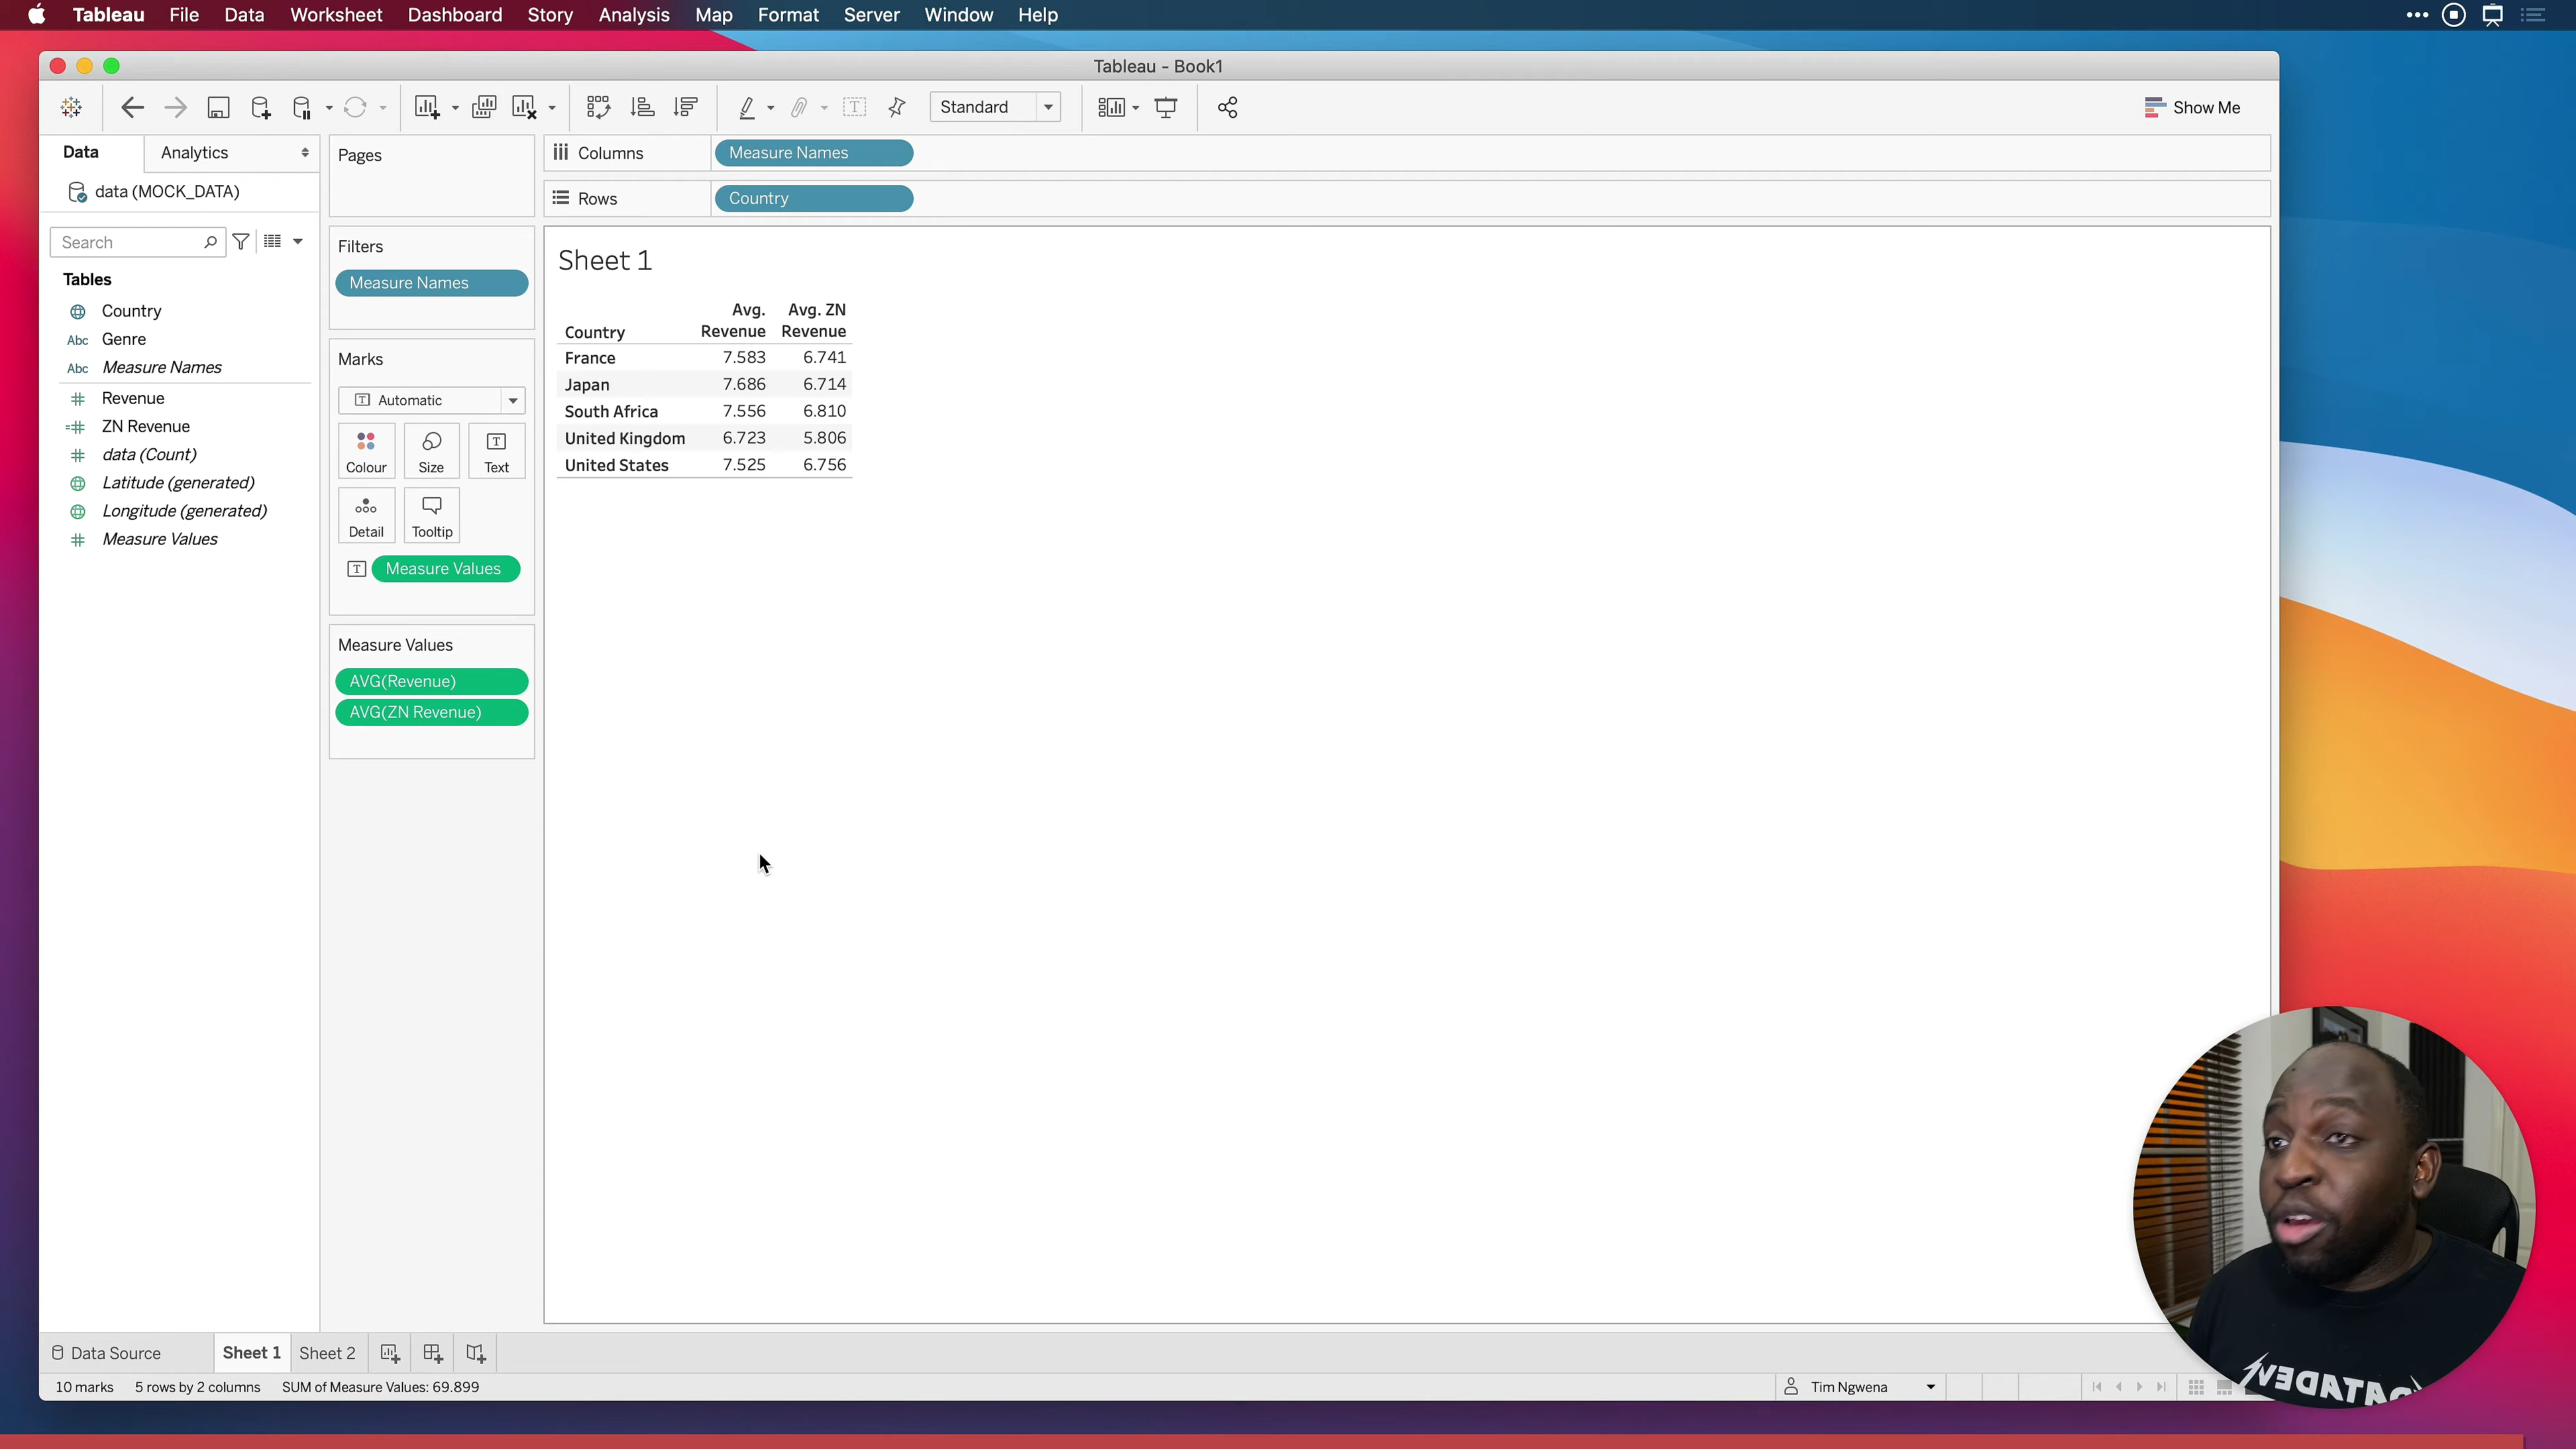 Tableau File Data Worksheet Dashboard Story Analysis Map Format Server Window Help
Tableau - Book1
Standard
Show Me
Data
Analytics
data (MOCK_DATA)
Search
Tables
Country
Abc Genre
Abc Measure Names
Revenue
ZN Revenue
data (Count)
Latitude (generated)
Longitude (generated)
Measure Values
Pages
Filters
Measure Names
Marks
Automatic
Colour
Size
Text
Detail
Tooltip
Measure Values
Measure Values
AVG(Revenue)
AVG(ZN Revenue)
Columns
Measure Names
Rows
Country
Sheet 1
Avg. Avg. ZN
Country Revenue Revenue
France 7.583 6.741
Japan 7.686 6.714
South Africa 7.556 6.810
United Kingdom 6.723 5.806
United States 7.525 6.756
Data Source
Sheet 1
Sheet 2
10 marks 5 rows by 2 columns SUM of Measure Values: 69.899
Tim Ngwena